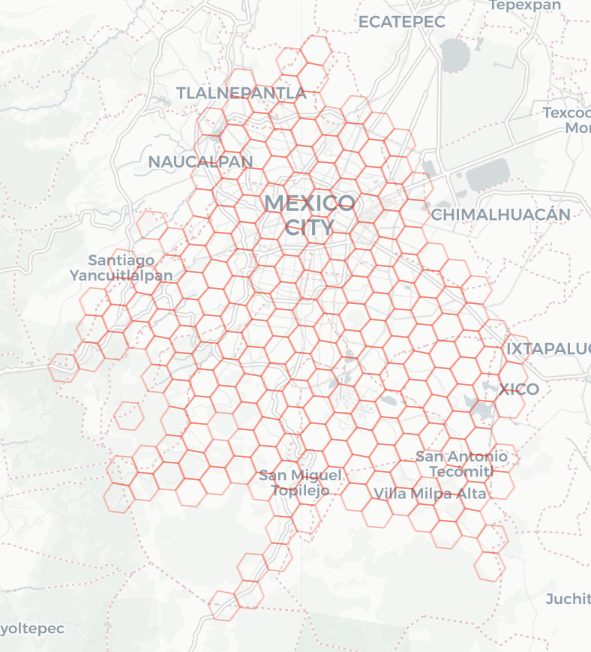 Tepexpan
ECATEPEC
TLALNEPANTLA
Texcoc
Mor
NAUCALPAN
MEXICO
CITY
CHIMALHUACÁN
Santiago
Yancuitlalpan
IXTAPALUC
XICO
San Antonio
Tecomitl
San Miguel
Topilejo
Villa Milpa Alta
Juchit
yoltepec